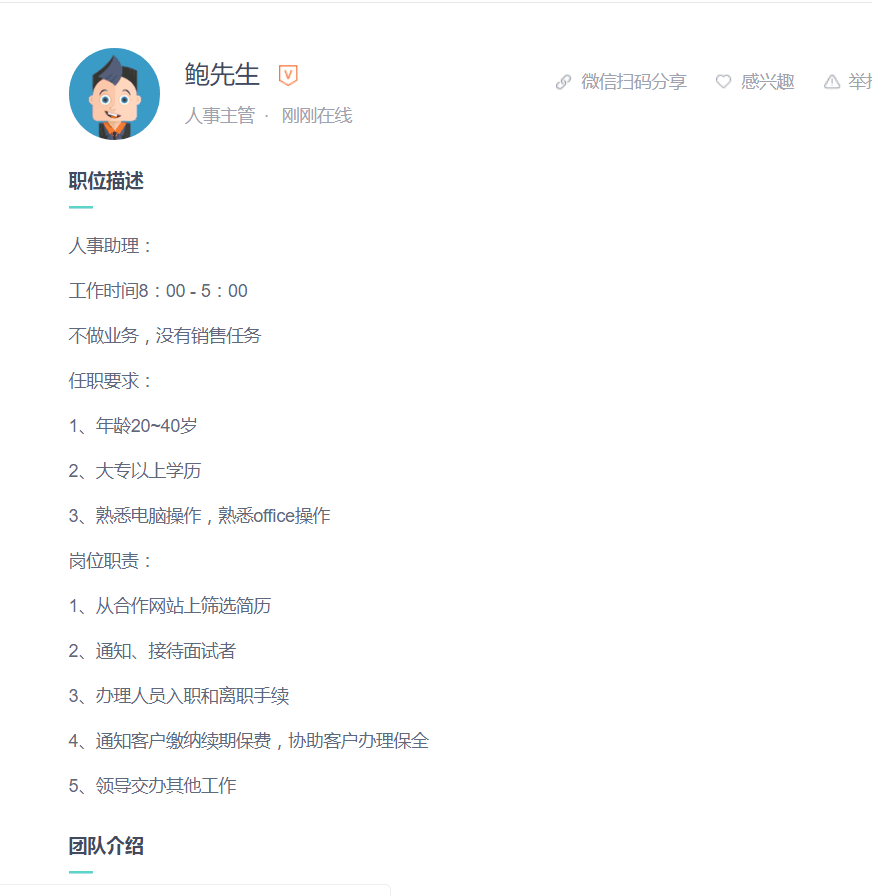 鲍先生 V
人事主管 · 刚刚在线
微信扫码分享 感兴趣 举
职位描述
人事助理：
工作时间8：00 - 5：00
不做业务，没有销售任务
任职要求：
1、年龄20~40岁
2、大专以上学历
3、熟悉电脑操作，熟悉office操作
岗位职责：
1、从合作网站上筛选简历
2、通知、接待面试者
3、办理人员入职和离职手续
4、通知客户缴纳续期保费，协助客户办理保全
5、领导交办其他工作
团队介绍